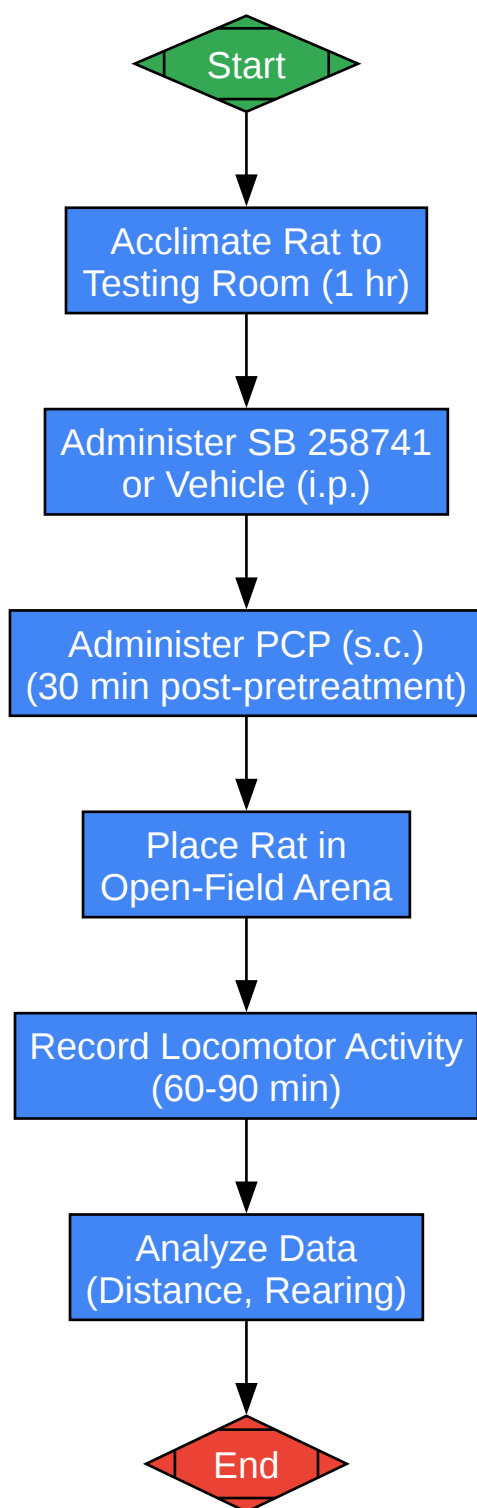 Start
Acclimate Rat to
Testing Room (1 hr)
Administer SB 258741
or Vehicle (i.p.)
Administer PCP (s.c.)
(30 min post-pretreatment)
Place Rat in
Open-Field Arena
Record Locomotor Activity
(60-90 min)
Analyze Data
(Distance, Rearing)
End